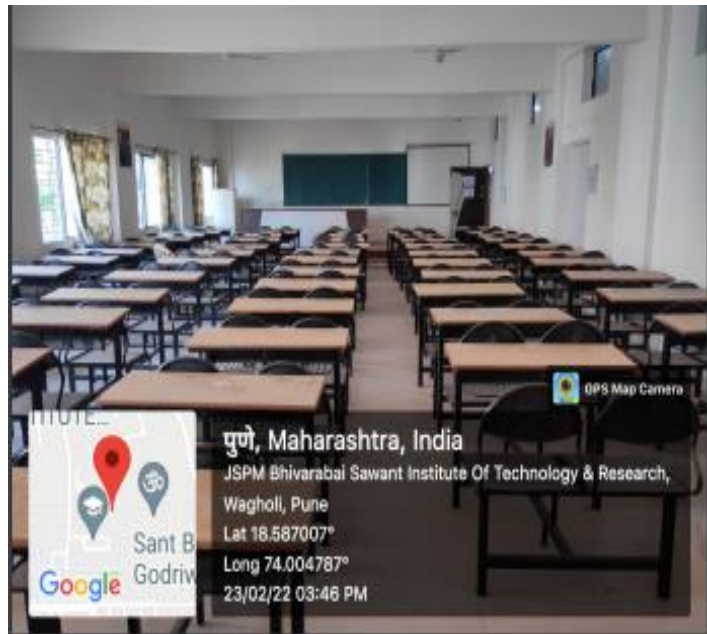 GPS Map Camera
पुणे, Maharashtra, India
JSPM Bhivarabai Sawant Institute Of Technology & Research,
Wagholi, Pune
Lat 18.587007°
Long 74.004787°
23/02/22 03:46 PM
Sant B
Godriw
Google